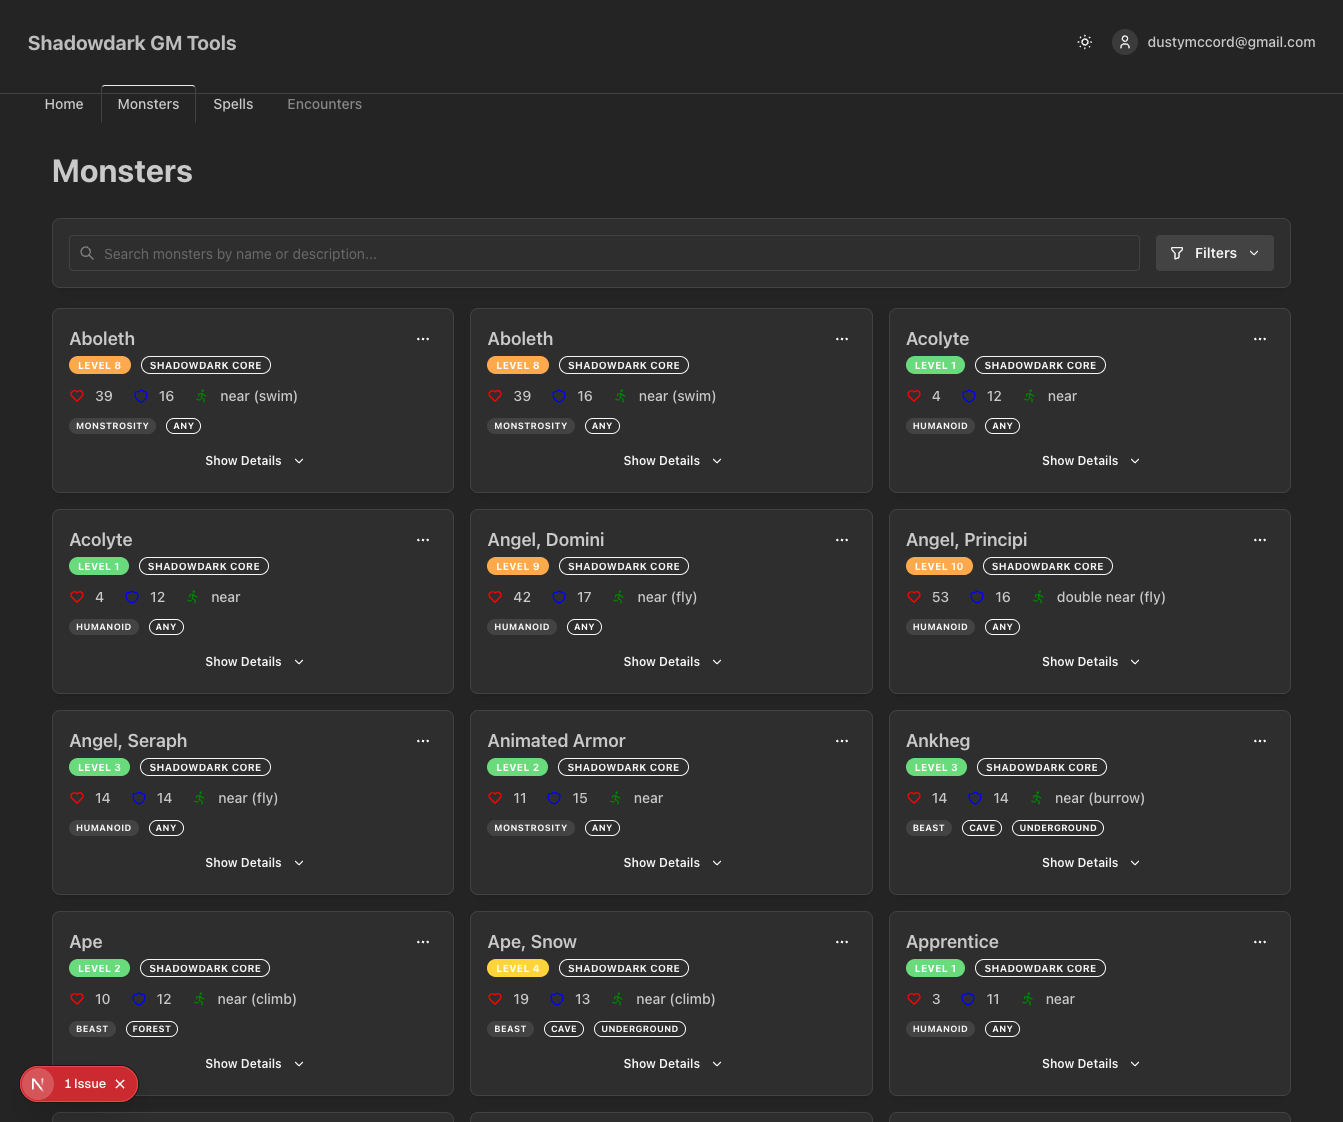 Shadowdark GM Tools
dustymccord@gmail.com
Home Monsters Spells Encounters
Monsters
Search monsters by name or description...
Filters
Aboleth
LEVEL 8 SHADOWDARK CORE
39 16 near (swim)
MONSTROSITY ANY
Show Details
Aboleth
LEVEL 8 SHADOWDARK CORE
39 16 near (swim)
MONSTROSITY ANY
Show Details
Acolyte
LEVEL 1 SHADOWDARK CORE
4 12 near
HUMANOID ANY
Show Details
Acolyte
LEVEL 1 SHADOWDARK CORE
4 12 near
HUMANOID ANY
Show Details
Angel, Domini
LEVEL 9 SHADOWDARK CORE
42 17 near (fly)
HUMANOID ANY
Show Details
Angel, Principi
LEVEL 10 SHADOWDARK CORE
53 16 double near (fly)
HUMANOID ANY
Show Details
Angel, Seraph
LEVEL 3 SHADOWDARK CORE
14 14 near (fly)
HUMANOID ANY
Show Details
Animated Armor
LEVEL 2 SHADOWDARK CORE
11 15 near
MONSTROSITY ANY
Show Details
Ankheg
LEVEL 3 SHADOWDARK CORE
14 14 near (burrow)
BEAST CAVE UNDERGROUND
Show Details
Ape
LEVEL 2 SHADOWDARK CORE
10 12 near (climb)
BEAST FOREST
Show Details
Ape, Snow
LEVEL 4 SHADOWDARK CORE
19 13 near (climb)
BEAST CAVE UNDERGROUND
Show Details
Apprentice
LEVEL 1 SHADOWDARK CORE
3 11 near
HUMANOID ANY
Show Details
N 1 Issue